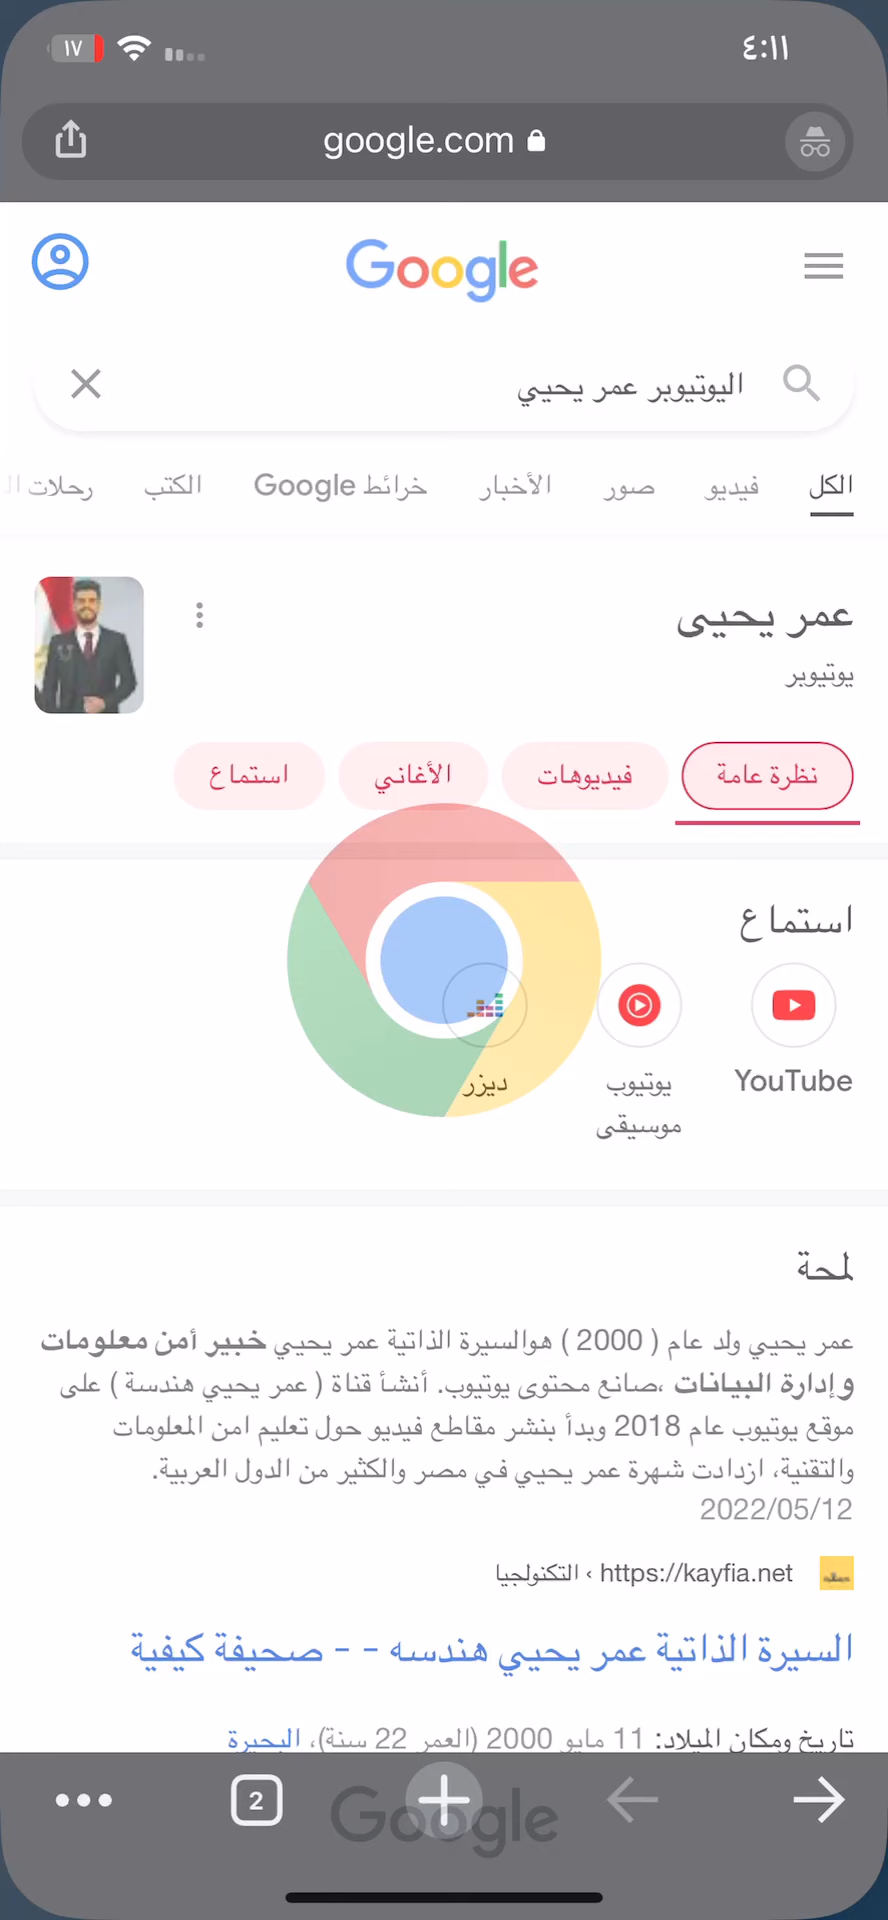 ١٧
٤:١١
google.com
Google
اليوتيوبر عمر يحيي
الكل
فيديو
صور
الأخبار
خرائط Google
الكتب
رحلات
عمر يحيى
يوتيوبر
نظرة عامة
فيديوهات
الأغاني
استماع
استماع
YouTube
يوتيوب
موسيقى
ديزر
لمحة
عمر يحيي ولد عام ( 2000 ) هوالسيرة الذاتية عمر يحيي خبير أمن معلومات
وإدارة البيانات ،صانع محتوى يوتيوب. أنشأ قناة ( عمر يحيي هندسة ) على
موقع يوتيوب عام 2018 وبدأ بنشر مقاطع فيديو حول تعليم امن المعلومات
والتقنية، ازدادت شهرة عمر يحيي في مصر والكثير من الدول العربية.
2022/05/12
https://kayfia.net › التكنولجيا
السيرة الذاتية عمر يحيي هندسه - - صحيفة كيفية
تاريخ ومكان الميلاد: 11 مايو 2000 (العمر 22 سنة)، البحيرة
2
Google